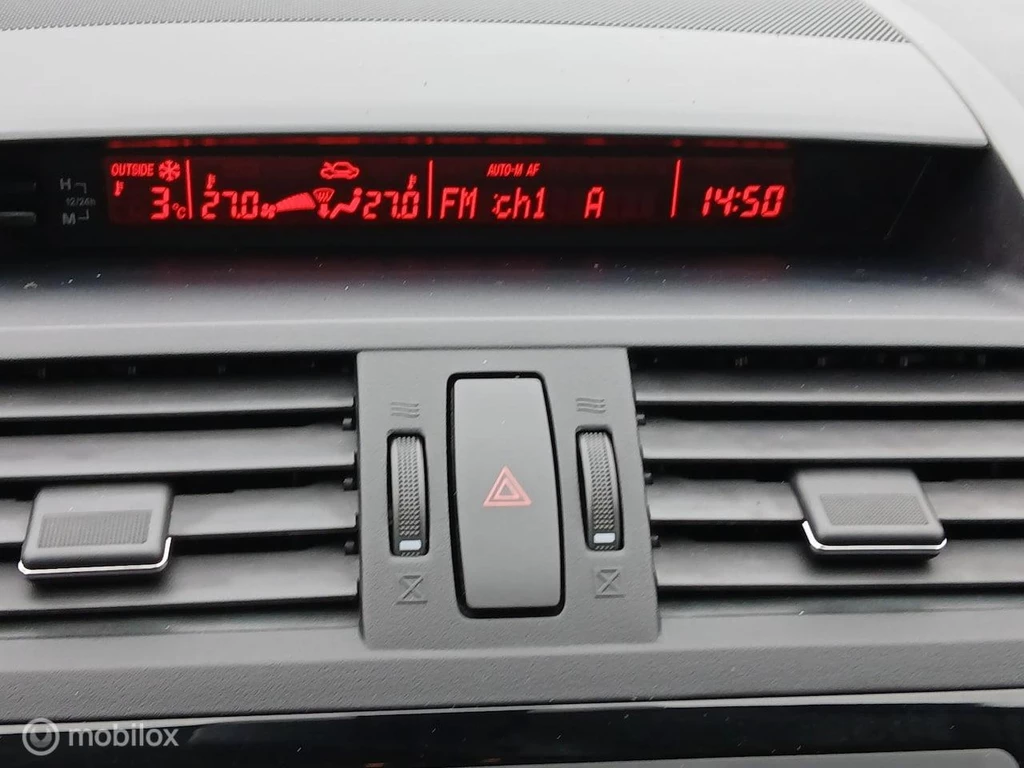 OUTSIDE AUTO-M AF
H
12/24h
M
3°C 27.0 27.0 FM ch1 A 14:50
mobilox